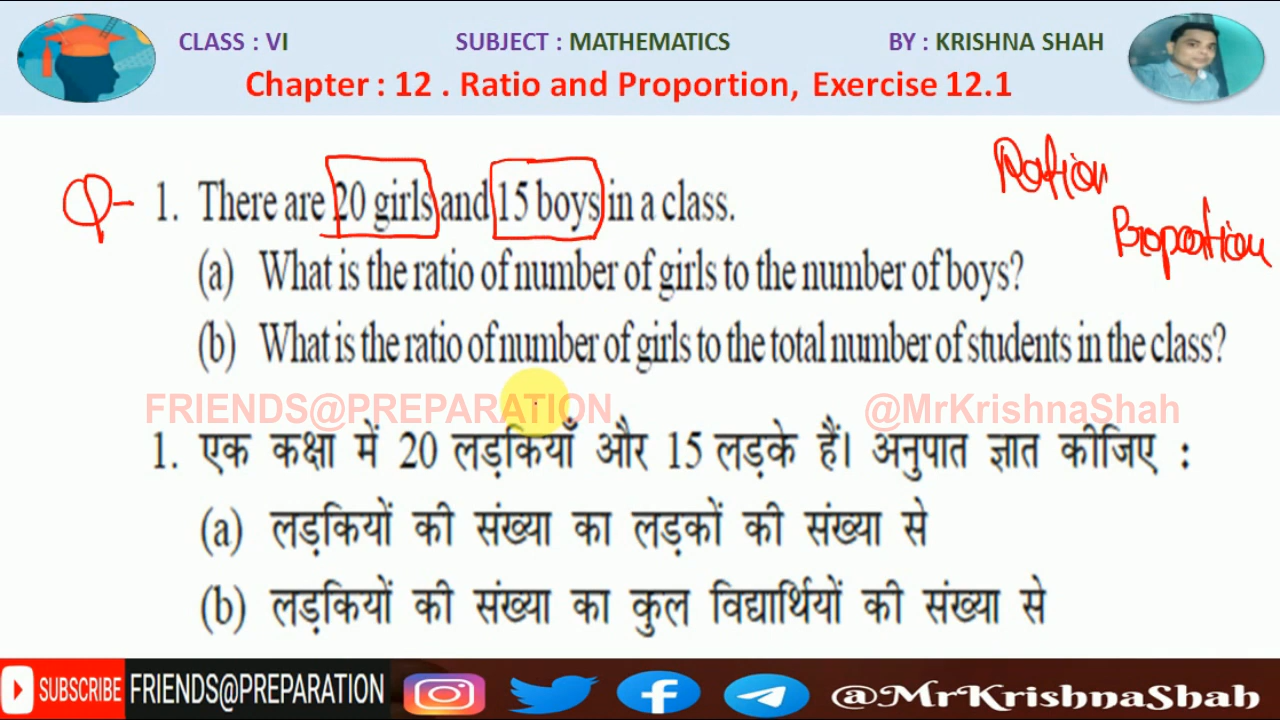 CLASS : VI SUBJECT : MATHEMATICS BY : KRISHNA SHAH
Chapter : 12 . Ratio and Proportion, Exercise 12.1
Q- 1. There are 20 girls and 15 boys in a class.
Ration
Proportion
(a) What is the ratio of number of girls to the number of boys?
(b) What is the ratio of number of girls to the total number of students in the class?
FRIENDS@PREPARATION @MrKrishnaShah
1. एक कक्षा में 20 लड़कियाँ और 15 लड़के हैं। अनुपात ज्ञात कीजिए :
(a) लड़कियों की संख्या का लड़कों की संख्या से
(b) लड़कियों की संख्या का कुल विद्यार्थियों की संख्या से
SUBSCRIBE FRIENDS@PREPARATION @MrKrishnaShah